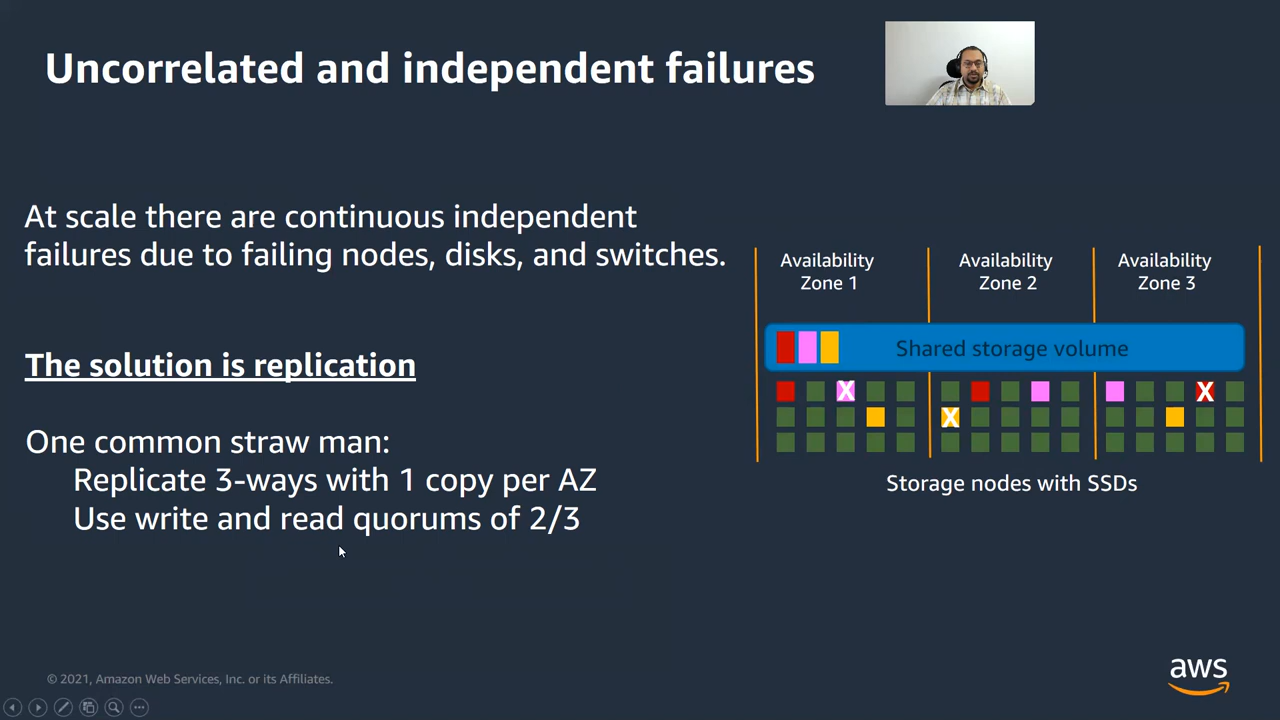 Uncorrelated and independent failures
At scale there are continuous independent
failures due to failing nodes, disks, and switches.
The solution is replication
One common straw man:
Replicate 3-ways with 1 copy per AZ
Use write and read quorums of 2/3
Availability
Zone 1
Availability
Zone 2
Availability
Zone 3
Shared storage volume
X
X
X
Storage nodes with SSDs
© 2021, Amazon Web Services, Inc. or its Affiliates.
aws